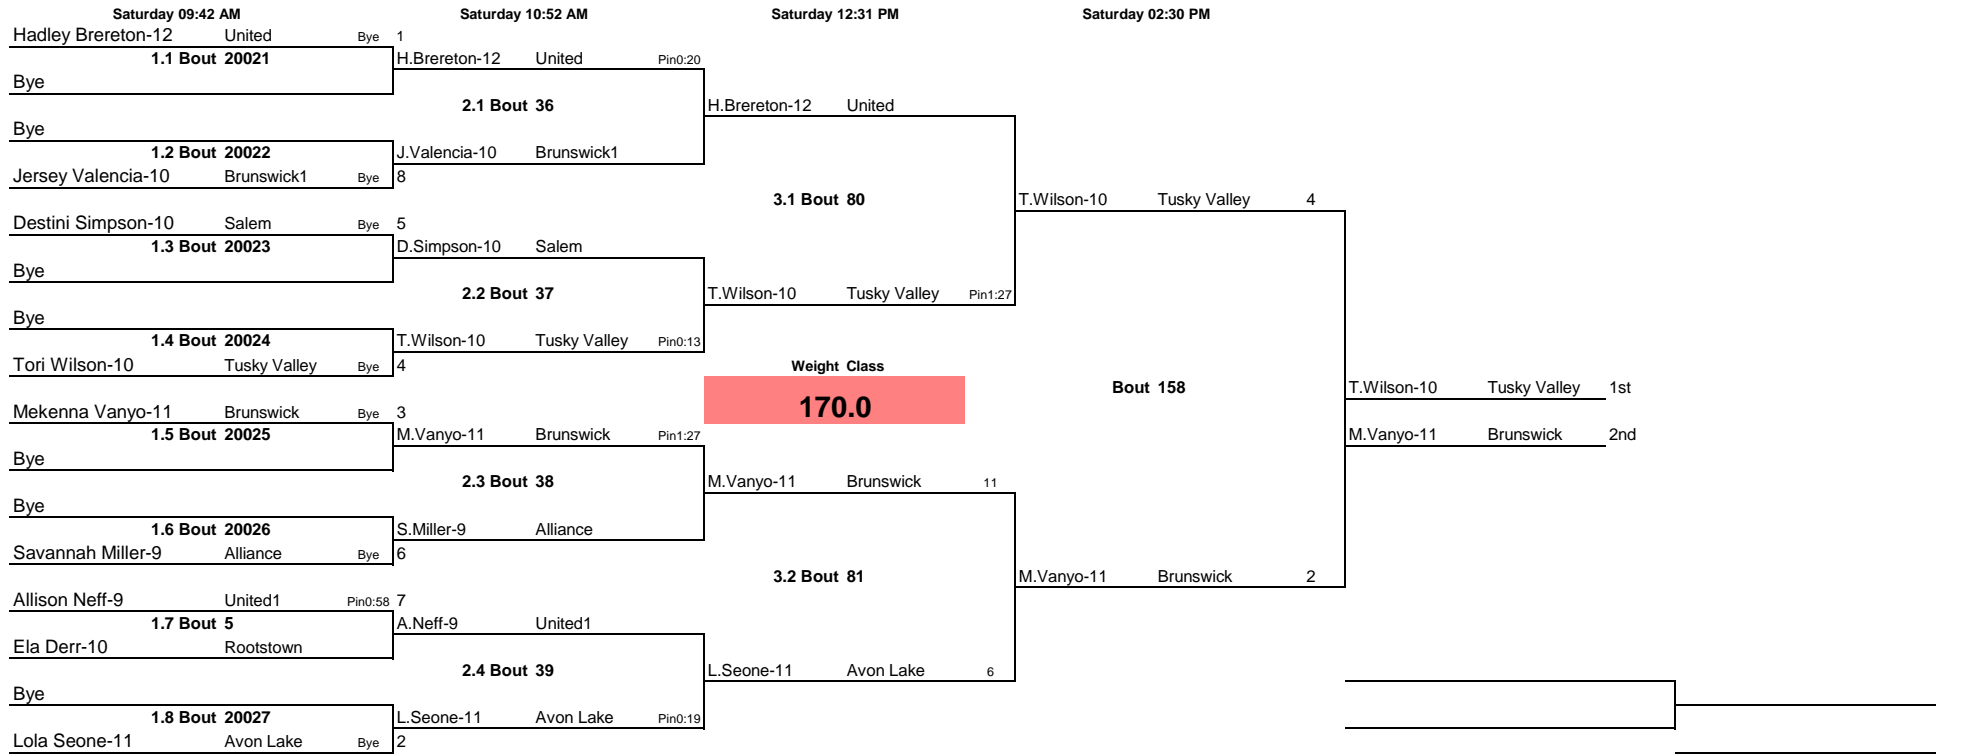 Saturday 09:42 AM Saturday 10:52 AM Saturday 12:31 PM Saturday 02:30 PM
Hadley Brereton-12 United Bye 1
1.1 Bout 20021 H.Brereton-12 United Pin0:20
Bye
2.1 Bout 36 H.Brereton-12 United
Bye
1.2 Bout 20022 J.Valencia-10 Brunswick1
Jersey Valencia-10 Brunswick1 Bye 8
3.1 Bout 80 T.Wilson-10 Tusky Valley 4
Destini Simpson-10 Salem Bye 5
1.3 Bout 20023 D.Simpson-10 Salem
Bye
2.2 Bout 37 T.Wilson-10 Tusky Valley Pin1:27
Bye
1.4 Bout 20024 T.Wilson-10 Tusky Valley Pin0:13
Tori Wilson-10 Tusky Valley Bye 4 Weight Class
Bout 158 T.Wilson-10 Tusky Valley 1st
170.0
Mekenna Vanyo-11 Brunswick Bye 3
1.5 Bout 20025 M.Vanyo-11 Brunswick Pin1:27 M.Vanyo-11 Brunswick 2nd
Bye
2.3 Bout 38 M.Vanyo-11 Brunswick 11
Bye
1.6 Bout 20026 S.Miller-9 Alliance
Savannah Miller-9 Alliance Bye 6
3.2 Bout 81 M.Vanyo-11 Brunswick 2
Allison Neff-9 United1 Pin0:58 7
1.7 Bout 5 A.Neff-9 United1
Ela Derr-10 Rootstown
2.4 Bout 39 L.Seone-11 Avon Lake 6
Bye
1.8 Bout 20027 L.Seone-11 Avon Lake Pin0:19
Lola Seone-11 Avon Lake Bye 2